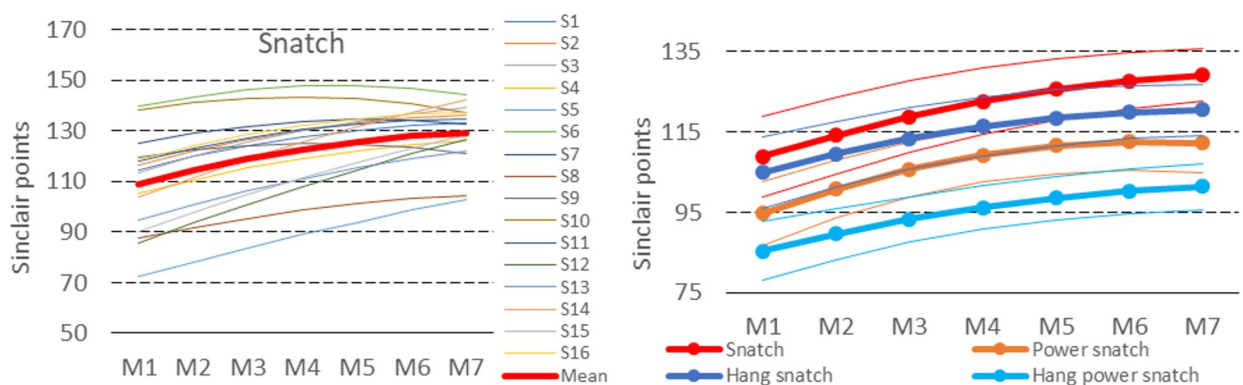 Snatch
Sinclair points
170
150
130
110
90
70
50
M1 M2 M3 M4 M5 M6 M7
S1
S2
S3
S4
S5
S6
S7
S8
S9
S10
S11
S12
S13
S14
S15
S16
Mean
Sinclair points
135
115
95
75
M1 M2 M3 M4 M5 M6 M7
Snatch Power snatch
Hang snatch Hang power snatch